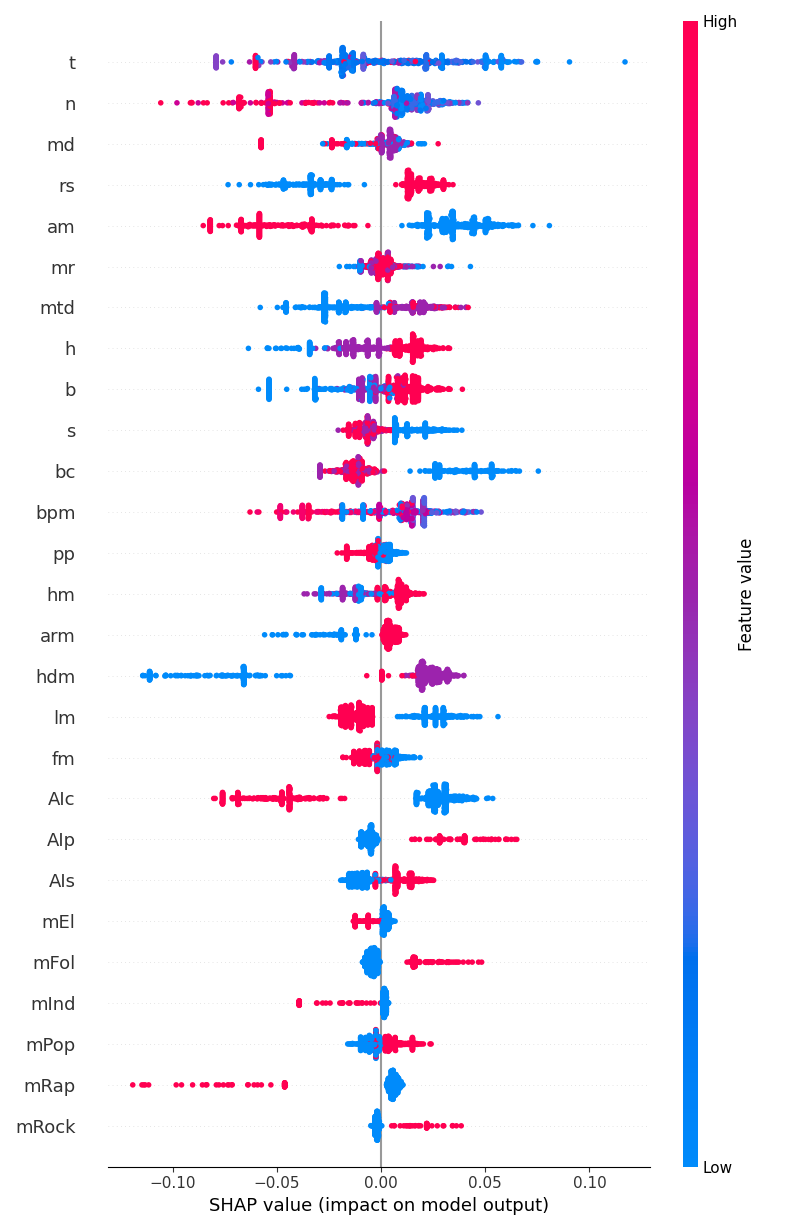 High
t
n
md
rs
am
mr
mtd
h
b
s
bc
bpm
pp
hm
arm
hdm
lm
fm
AIc
AIp
AIs
mEl
mFol
mInd
mPop
mRap
mRock
Feature value
Low
−0.10 −0.05 0.00 0.05 0.10
SHAP value (impact on model output)